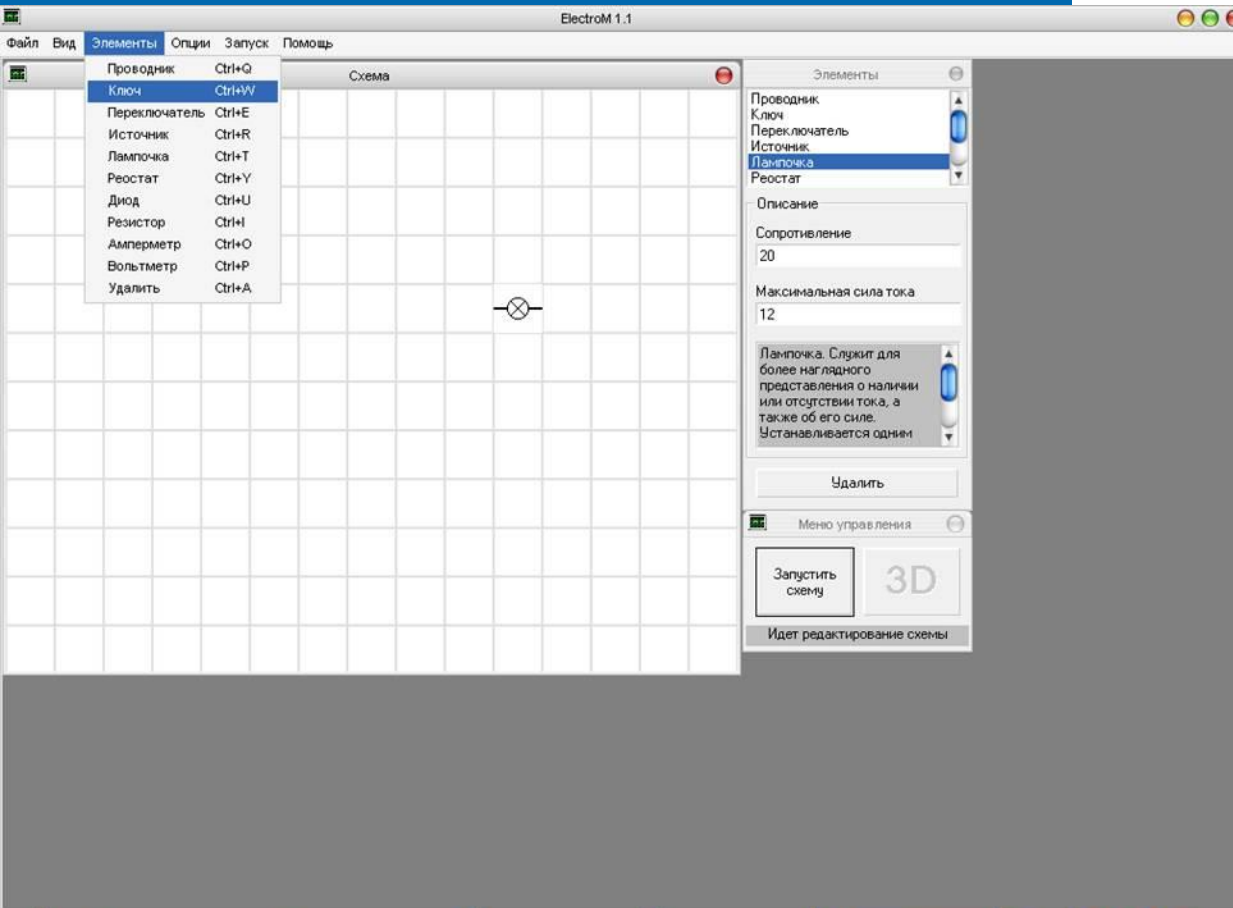 ElectroM 1.1
Файл Вид Элементы Опции Запуск Помощь
Проводник Ctrl+Q
Ключ Ctrl+W
Переключатель Ctrl+E
Источник Ctrl+R
Лампочка Ctrl+T
Реостат Ctrl+Y
Диод Ctrl+U
Резистор Ctrl+I
Амперметр Ctrl+O
Вольтметр Ctrl+P
Удалить Ctrl+A
Схема
Элементы
Проводник
Ключ
Переключатель
Источник
Лампочка
Реостат
Описание
Сопротивление
20
Максимальная сила тока
12
Лампочка. Служит для
более наглядного
представления о наличии
или отсутствии тока, а
также об его силе.
Устанавливается одним
Удалить
Меню управления
Запустить
схему
3D
Идет редактирование схемы